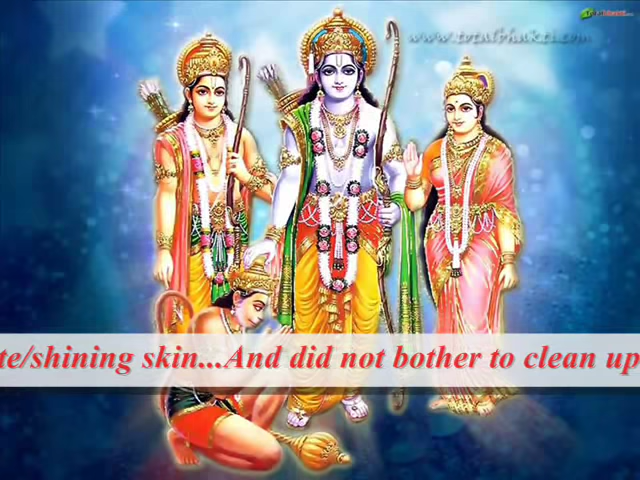 www.totalbhakti.com
te/shining skin...And did not bother to clean up